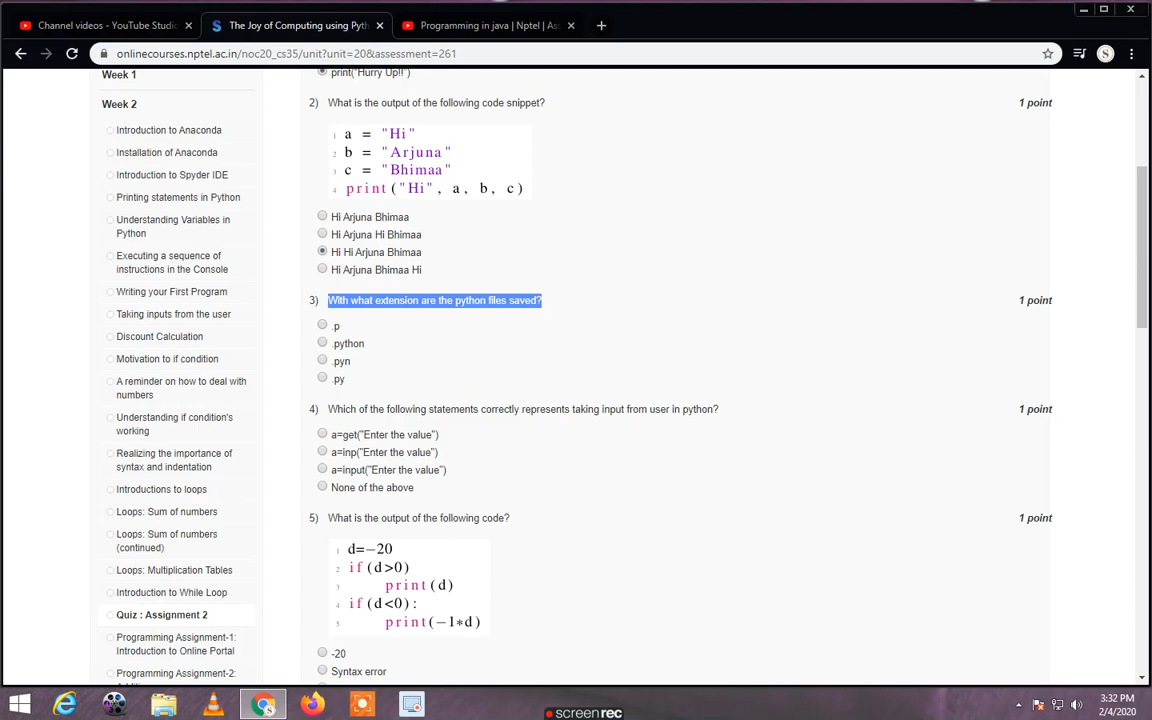 Channel videos - YouTube Studio
The Joy of Computing using Pyth
Programming in java | Nptel | Ass
onlinecourses.nptel.ac.in/noc20_cs35/unit?unit=20&assessment=261
S
Week 1
Week 2
Introduction to Anaconda
Installation of Anaconda
Introduction to Spyder IDE
Printing statements in Python
Understanding Variables in
Python
Executing a sequence of
instructions in the Console
Writing your First Program
Taking inputs from the user
Discount Calculation
Motivation to if condition
A reminder on how to deal with
numbers
Understanding if condition's
working
Realizing the importance of
syntax and indentation
Introductions to loops
Loops: Sum of numbers
Loops: Sum of numbers
(continued)
Loops: Multiplication Tables
Introduction to While Loop
Quiz : Assignment 2
Programming Assignment-1:
Introduction to Online Portal
Programming Assignment-2:
print("Hurry Up!!")
2) What is the output of the following code snippet? 1 point
1 a = "Hi"
2 b = "Arjuna"
3 c = "Bhimaa"
4 print("Hi", a, b, c)
Hi Arjuna Bhimaa
Hi Arjuna Hi Bhimaa
Hi Hi Arjuna Bhimaa
Hi Arjuna Bhimaa Hi
3) With what extension are the python files saved? 1 point
.p
.python
.pyn
.py
4) Which of the following statements correctly represents taking input from user in python? 1 point
a=get("Enter the value")
a=inp("Enter the value")
a=input("Enter the value")
None of the above
5) What is the output of the following code? 1 point
1 d=−20
2 if(d>0)
3 print(d)
4 if(d<0):
5 print(−1*d)
-20
Syntax error
3:32 PM
2/4/2020
screenrec